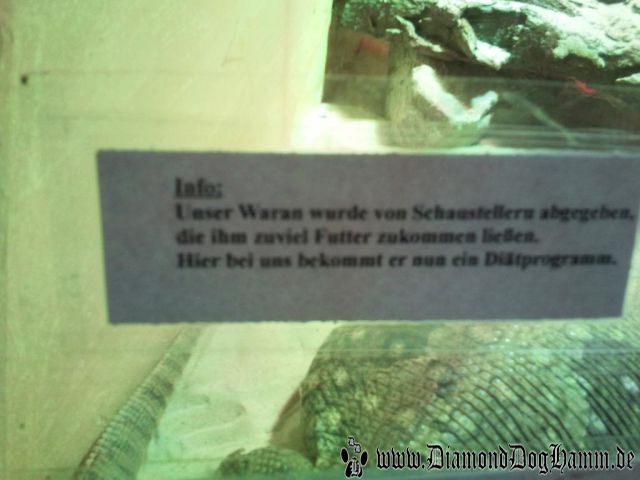 Info:
Unser Waran wurde von Schaustellern abgegeben,
die ihm zuviel Futter zukommen ließen.
Hier bei uns bekommt er nun ein Diätprogramm.
www.DiamondDogHamm.de